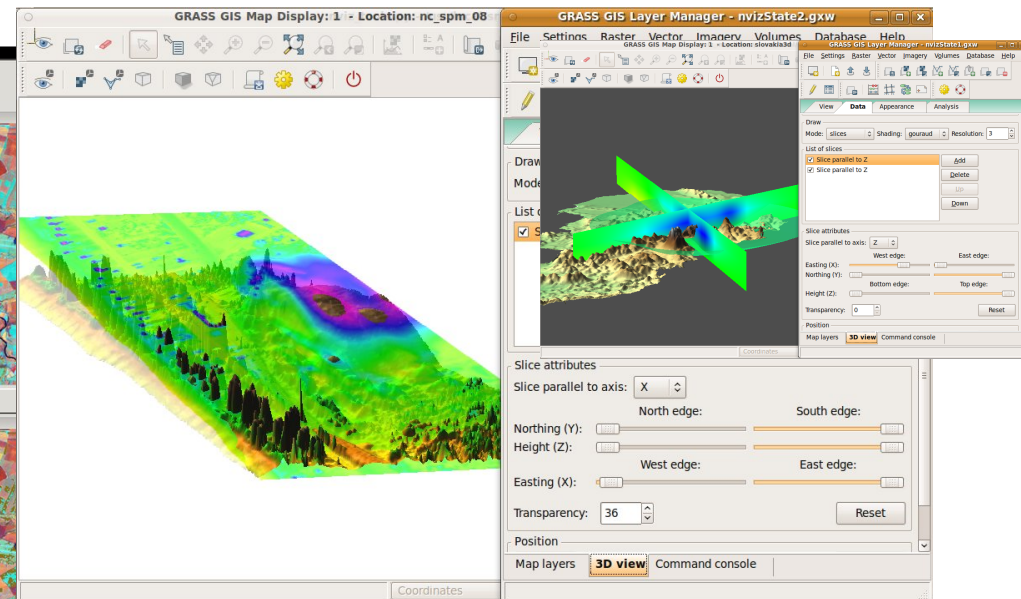 GRASS GIS Map Display: 1 - Location: nc_spm_08
GRASS GIS Layer Manager - nvizState2.gxw
File Settings Raster Vector Imagery Volumes Database Help
GRASS GIS Map Display: 1 - Location: slovakia3d
GRASS GIS Layer Manager - nvizState1.gxw
File Settings Raster Vector Imagery Volumes Database Help
View Data Appearance Analysis
Draw
Mode: slices Shading: gouraud Resolution: 3
List of slices
Slice parallel to Z
Slice parallel to Z
Add
Delete
Up
Down
Slice attributes
Slice parallel to axis: Z
West edge: East edge:
Easting (X):
Northing (Y):
Bottom edge: Top edge:
Height (Z):
Transparency: 0 Reset
Position
Map layers 3D view Command console
Coordinates
Draw
Mode
List o
S
Slice attributes
Slice parallel to axis: X
North edge: South edge:
Northing (Y):
Height (Z):
West edge: East edge:
Easting (X):
Transparency: 36 Reset
Position
Map layers 3D view Command console
Coordinates